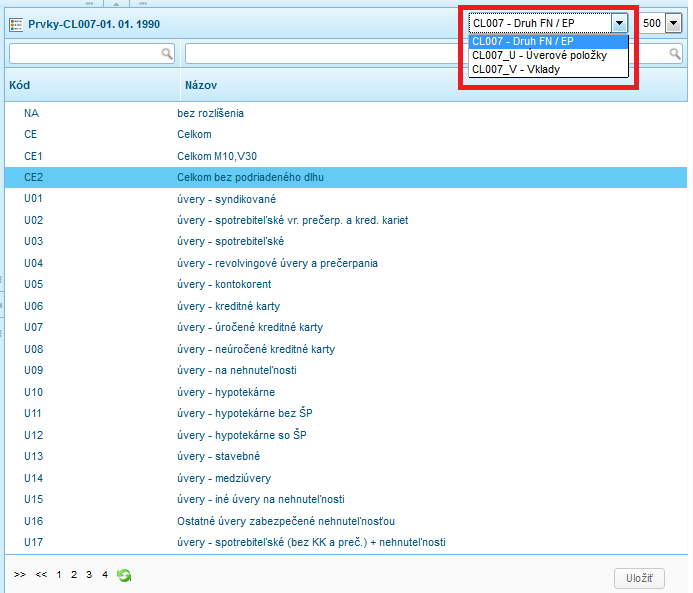 Prvky-CL007-01. 01. 1990
CL007 - Druh FN / EP
500
CL007 - Druh FN / EP
CL007_U - Úverové položky
CL007_V - Vklady
Kód Názov
NA bez rozlíšenia
CE Celkom
CE1 Celkom M10,V30
CE2 Celkom bez podriadeného dlhu
U01 úvery - syndikované
U02 úvery - spotrebiteľské vr. prečerp. a kred. kariet
U03 úvery - spotrebiteľské
U04 úvery - revolvingové úvery a prečerpania
U05 úvery - kontokorent
U06 úvery - kreditné karty
U07 úvery - úročené kreditné karty
U08 úvery - neúročené kreditné karty
U09 úvery - na nehnuteľnosti
U10 úvery - hypotekárne
U11 úvery - hypotekárne bez ŠP
U12 úvery - hypotekárne so ŠP
U13 úvery - stavebné
U14 úvery - medziúvery
U15 úvery - iné úvery na nehnuteľnosti
U16 Ostatné úvery zabezpečené nehnuteľnosťou
U17 úvery - spotrebiteľské (bez KK a preč.) + nehnuteľnosti
>> << 1 2 3 4
Uložiť